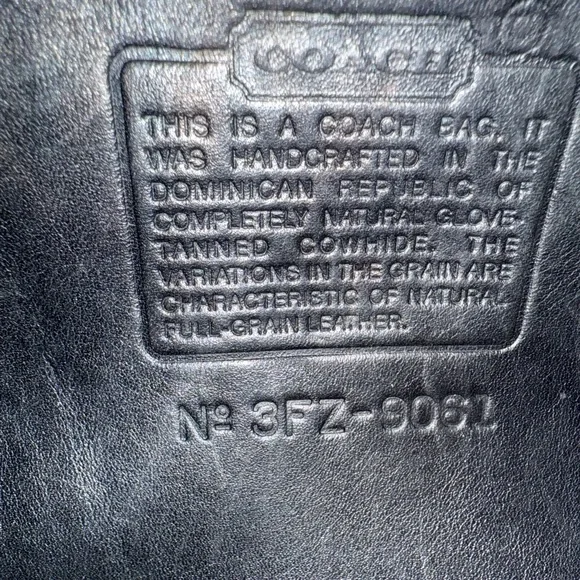 COACH
THIS IS A COACH BAG. IT
WAS HANDCRAFTED IN THE
DOMINICAN REPUBLIC OF
COMPLETELY NATURAL GLOVE-
TANNED COWHIDE. THE
VARIATIONS IN THE GRAIN ARE
CHARACTERISTIC OF NATURAL
FULL-GRAIN LEATHER.
Nº 3FZ-9061